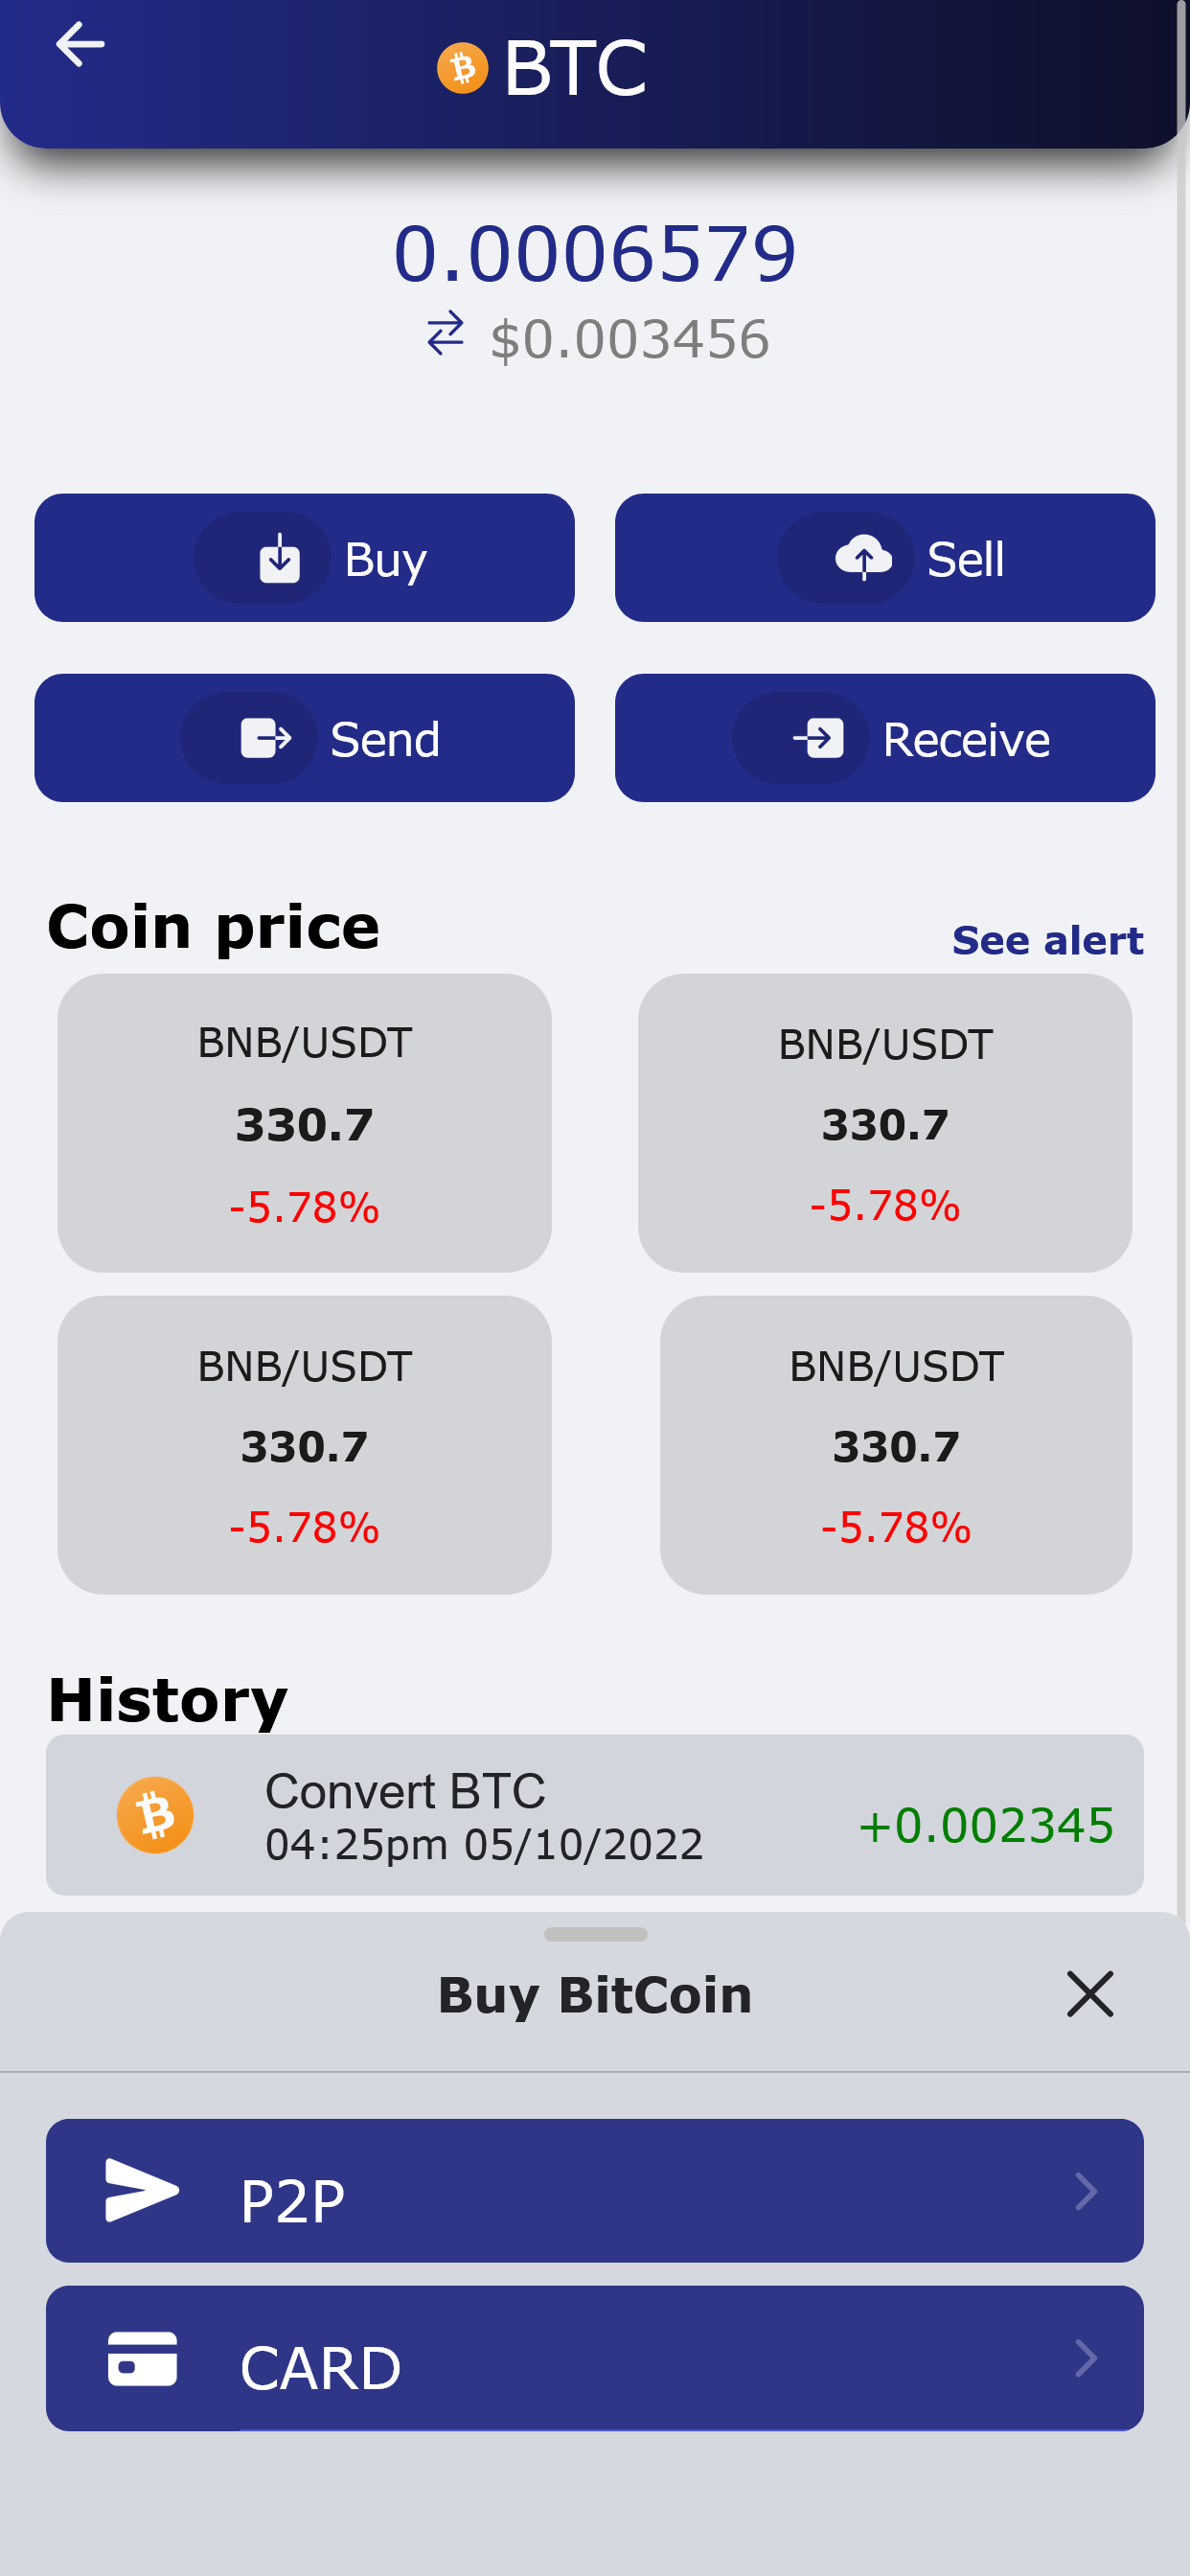 BTC
0.0006579
$0.003456
Buy
Sell
Send
Receive
Coin price
See alert
BNB/USDT
330.7
-5.78%
BNB/USDT
330.7
-5.78%
BNB/USDT
330.7
-5.78%
BNB/USDT
330.7
-5.78%
History
Convert BTC
04:25pm 05/10/2022
+0.002345
Buy BitCoin
P2P
CARD